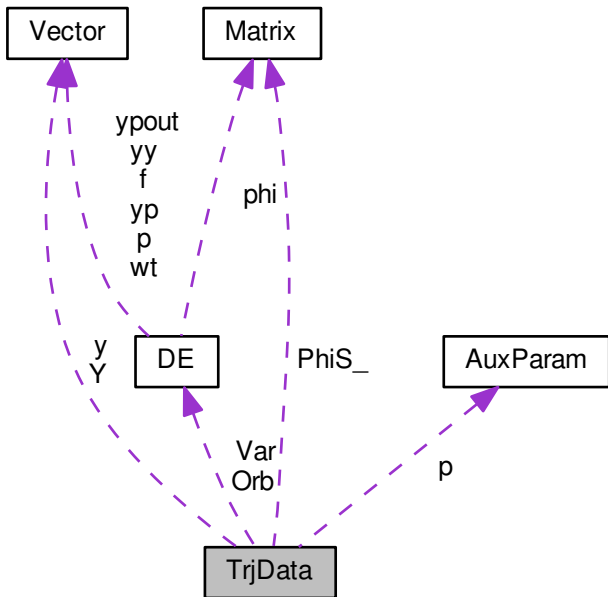 Vector
Matrix
ypout
yy
f
yp
p
wt
phi
y
Y
DE
PhiS_
AuxParam
Var
Orb
p
TrjData